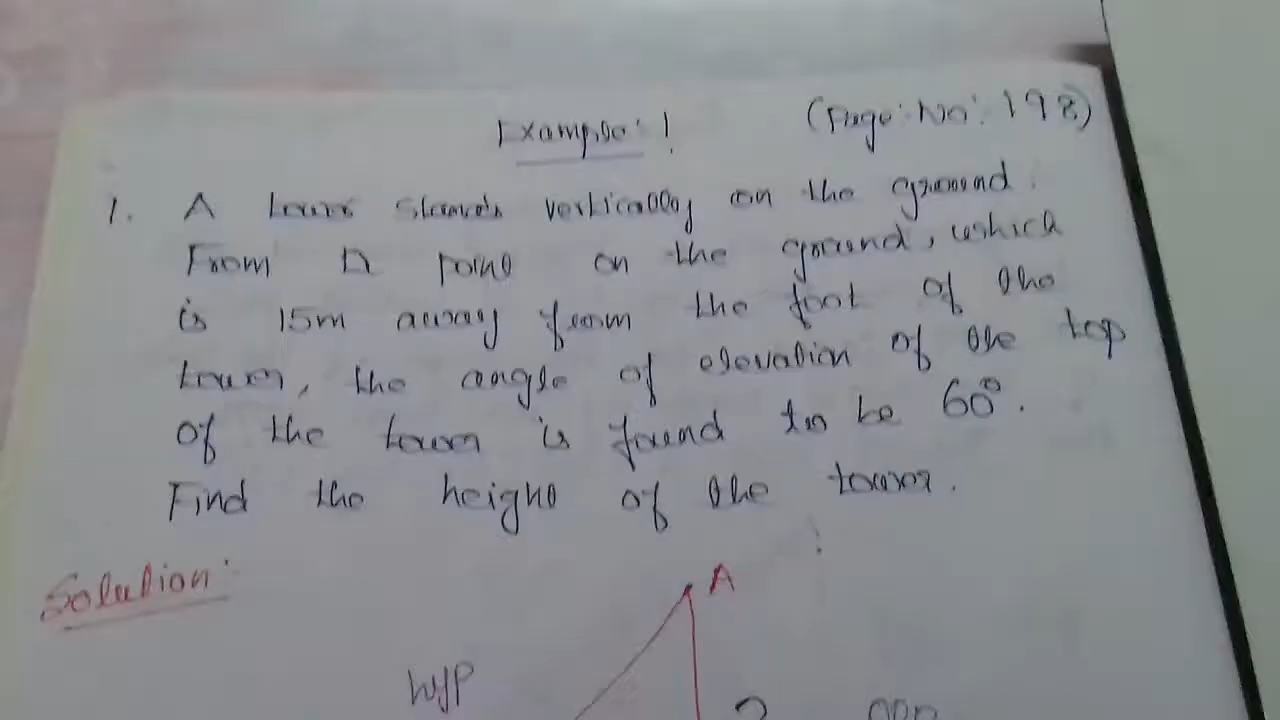 Example: 1
(Page: No: 198)
1. A tower stands vertically on the ground.
From a point on the ground, which
is 15m away from the foot of the
tower, the angle of elevation of the top
of the tower is found to be 60°.
Find the height of the tower.
Solution:
A
HYP
?
OPP